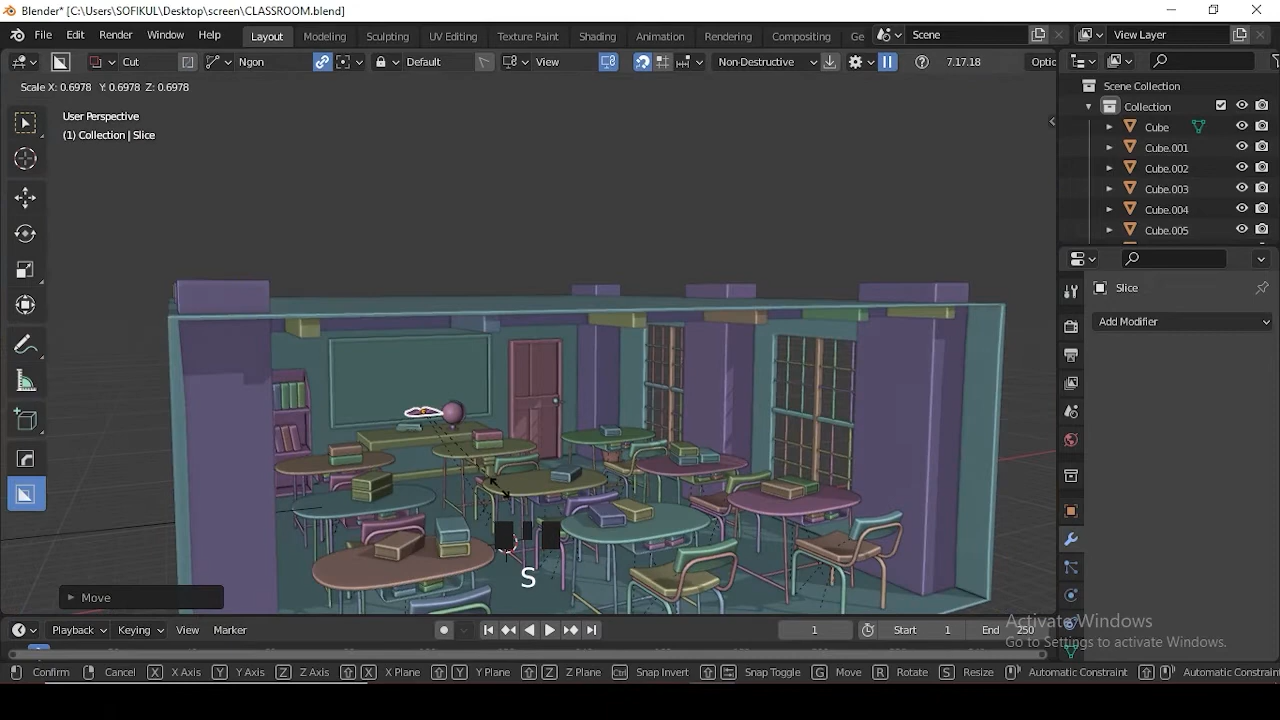 Blender* [C:\Users\SOFIKUL\Desktop\screen\CLASSROOM.blend]
File Edit Render Window Help Layout Modeling Sculpting UV Editing Texture Paint Shading Animation Rendering Compositing Ge Scene View Layer
Cut Ngon Default View Non-Destructive 7.17.18 Optic
Scale X: 0.6978 Y: 0.6978 Z: 0.6978
User Perspective
(1) Collection | Slice
Scene Collection
Collection
Cube
Cube.001
Cube.002
Cube.003
Cube.004
Cube.005
Slice
Add Modifier
S
Move
Activate Windows
Go to Settings to activate Windows.
Playback Keying View Marker 1 Start 1 End 250
Confirm Cancel X X Axis Y Y Axis Z Z Axis X X Plane Y Y Plane Z Z Plane Ctrl Snap Invert Snap Toggle G Move R Rotate S Resize Automatic Constraint Automatic Constrain